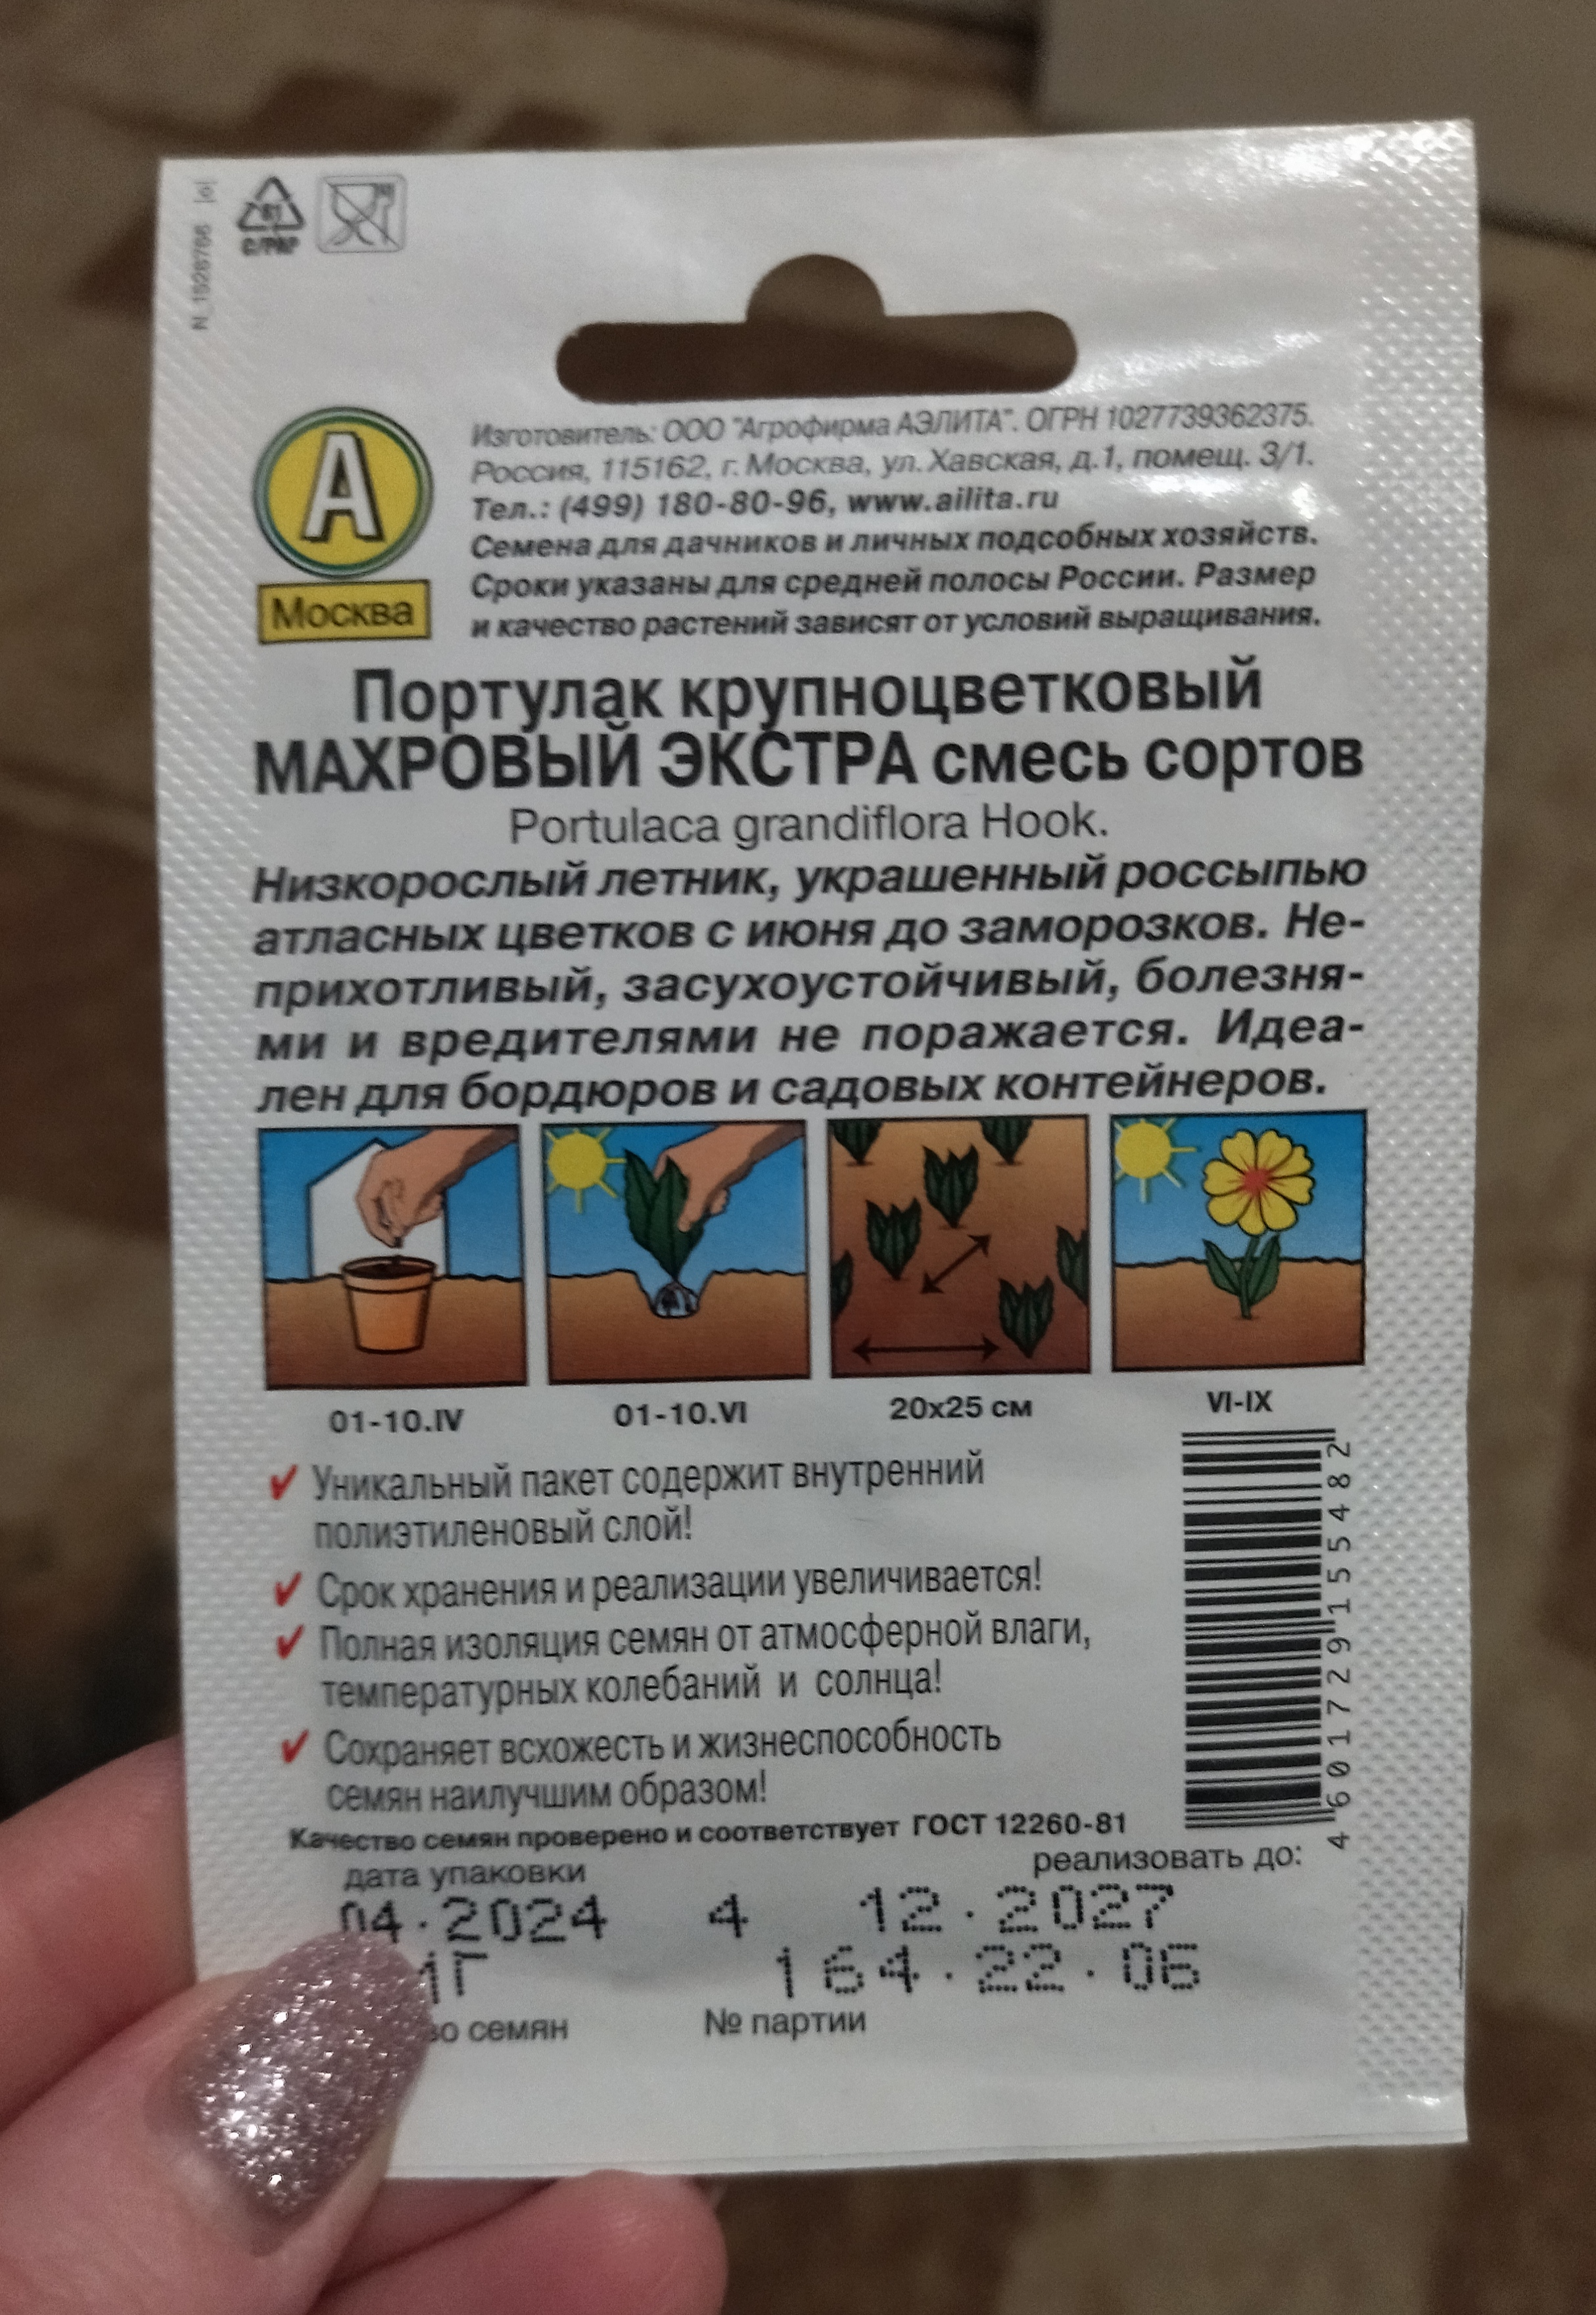 N_1528766
81
C/PAP
А
Москва
Изготовитель: ООО "Агрофирма АЭЛИТА". ОГРН 1027739362375.
Россия, 115162, г. Москва, ул. Хавская, д.1, помещ. 3/1.
Тел.: (499) 180-80-96, www.ailita.ru
Семена для дачников и личных подсобных хозяйств.
Сроки указаны для средней полосы России. Размер
и качество растений зависят от условий выращивания.
Портулак крупноцветковый
МАХРОВЫЙ ЭКСТРА смесь сортов
Portulaca grandiflora Hook.
Низкорослый летник, украшенный россыпью
атласных цветков с июня до заморозков. Не-
прихотливый, засухоустойчивый, болезня-
ми и вредителями не поражается. Идеа-
лен для бордюров и садовых контейнеров.
01-10.IV 01-10.VI 20x25 см VI-IX
✓ Уникальный пакет содержит внутренний
полиэтиленовый слой!
✓ Срок хранения и реализации увеличивается!
✓ Полная изоляция семян от атмосферной влаги,
температурных колебаний и солнца!
✓ Сохраняет всхожесть и жизнеспособность
семян наилучшим образом!
4601729155482
Качество семян проверено и соответствует ГОСТ 12260-81
дата упаковки реализовать до:
04.2024 4 12.2027
1Г 164.22.06
во семян № партии